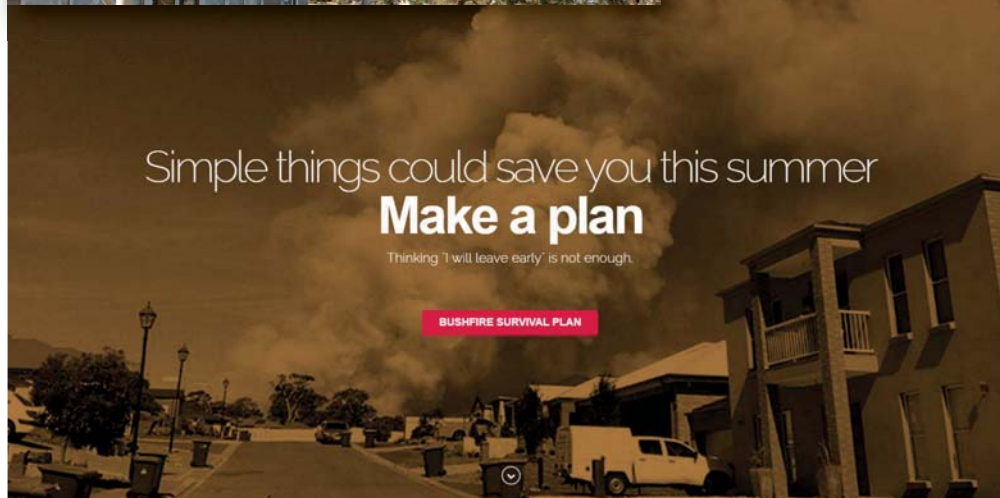 Simple things could save you this summer
Make a plan
Thinking 'I will leave early' is not enough.
BUSHFIRE SURVIVAL PLAN